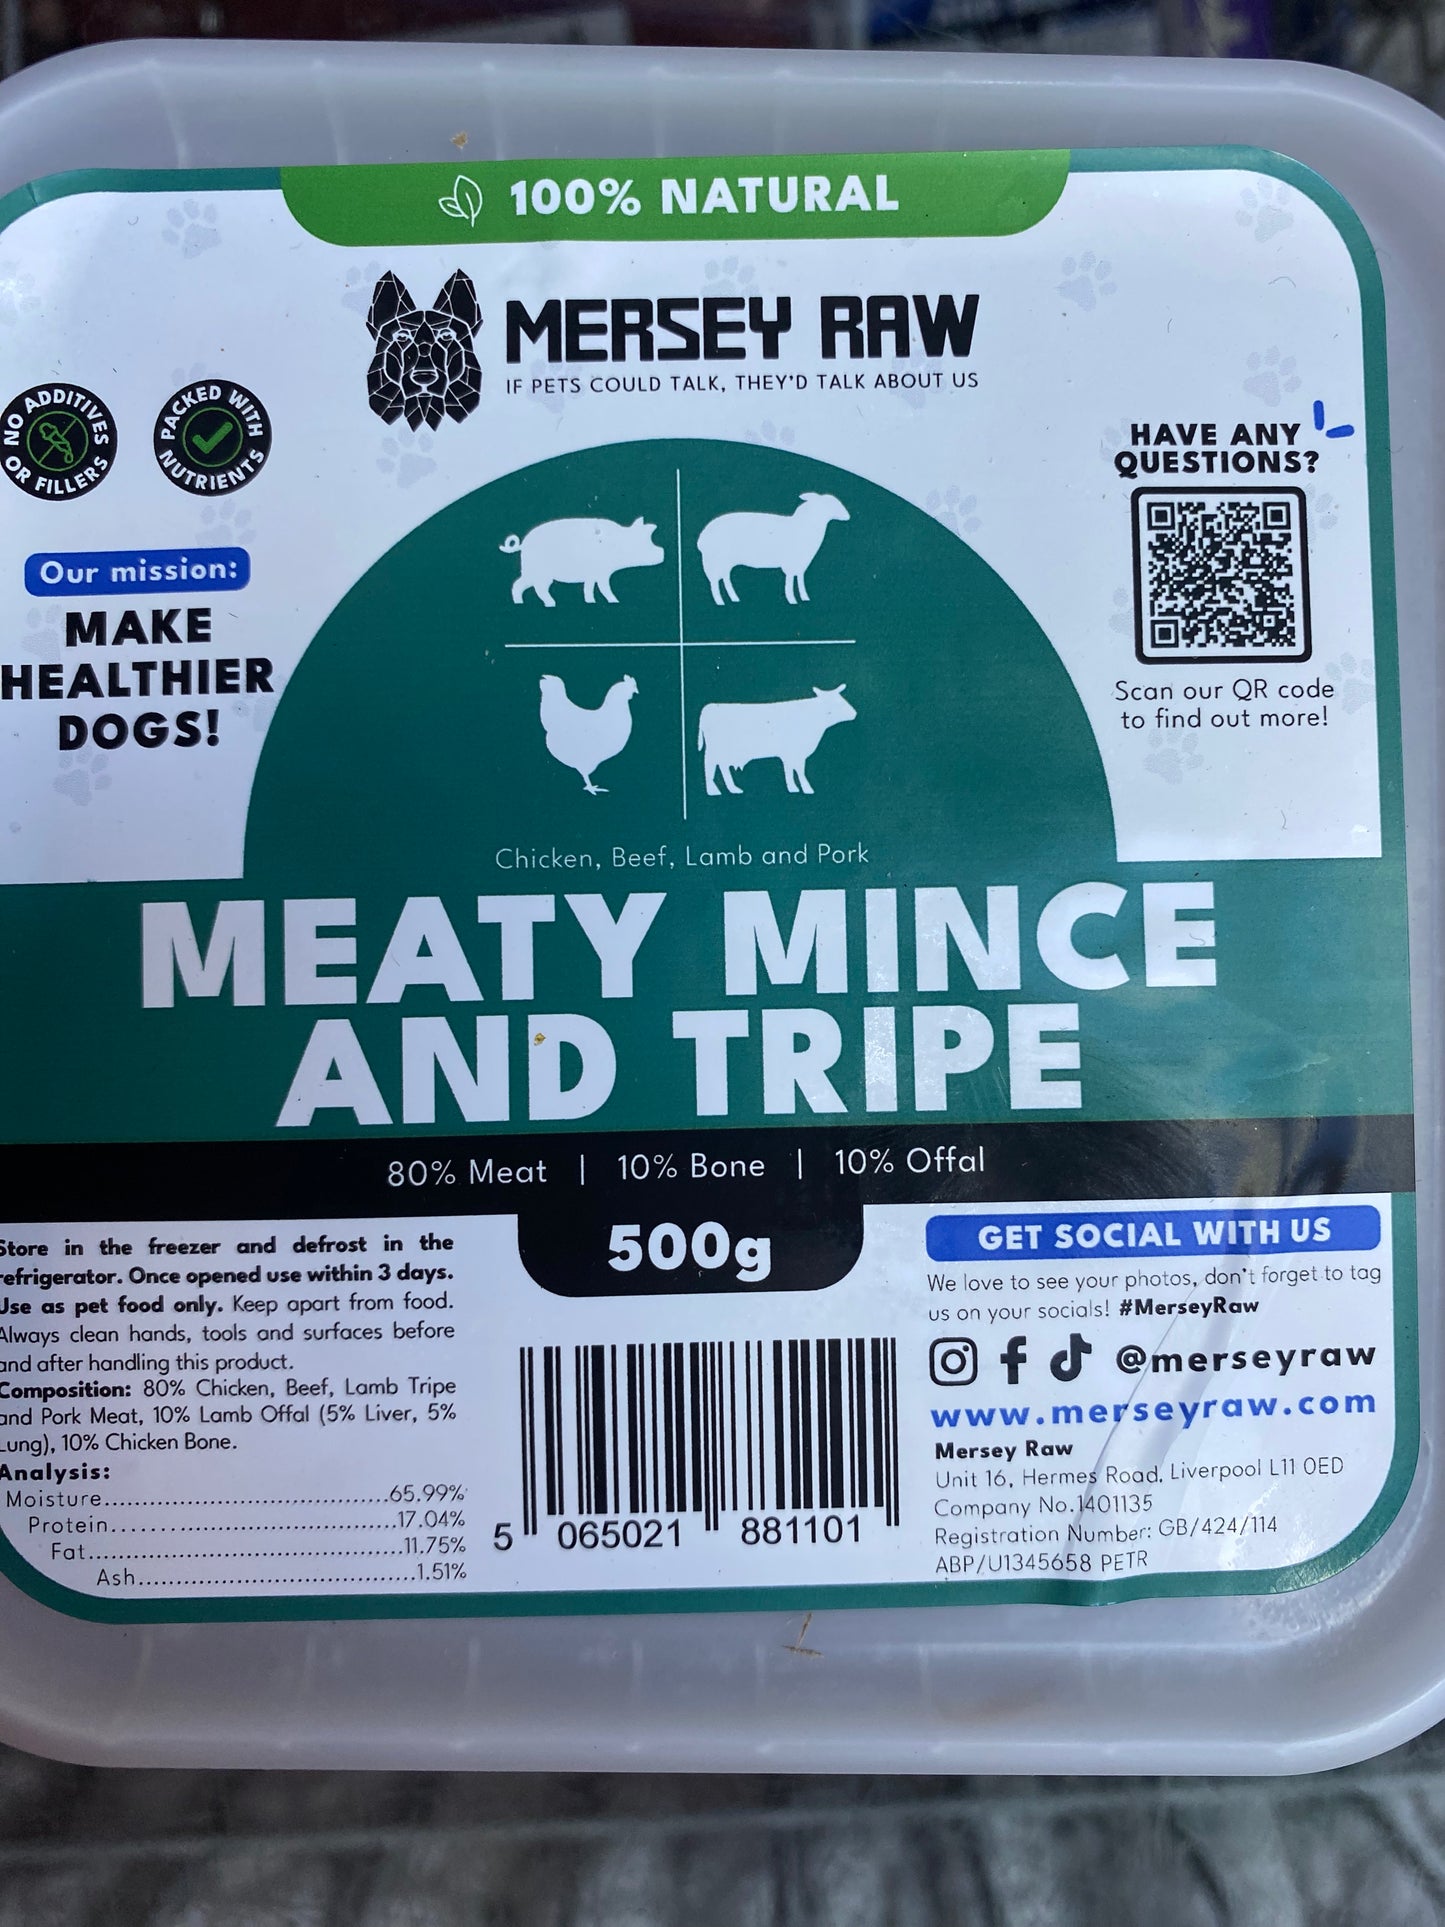 100% NATURAL
MERSEY RAW
IF PETS COULD TALK, THEY'D TALK ABOUT US
NO ADDITIVES OR FILLERS
PACKED WITH NUTRIENTS
Our mission:
MAKE
HEALTHIER
DOGS!
HAVE ANY
QUESTIONS?
Scan our QR code
to find out more!
Chicken, Beef, Lamb and Pork
MEATY MINCE
AND TRIPE
80% Meat | 10% Bone | 10% Offal
500g
Store in the freezer and defrost in the
refrigerator. Once opened use within 3 days.
Use as pet food only. Keep apart from food.
Always clean hands, tools and surfaces before
and after handling this product.
Composition: 80% Chicken, Beef, Lamb Tripe
and Pork Meat, 10% Lamb Offal (5% Liver, 5%
Lung), 10% Chicken Bone.
Analysis:
Moisture..............................65.99%
Protein..............................17.04%
Fat..............................11.75%
Ash..............................1.51%
5 065021 881101
GET SOCIAL WITH US
We love to see your photos, don't forget to tag
us on your socials! #MerseyRaw
@merseyraw
www.merseyraw.com
Mersey Raw
Unit 16, Hermes Road, Liverpool L11 0ED
Company No.1401135
Registration Number: GB/424/114
ABP/U1345658 PETR